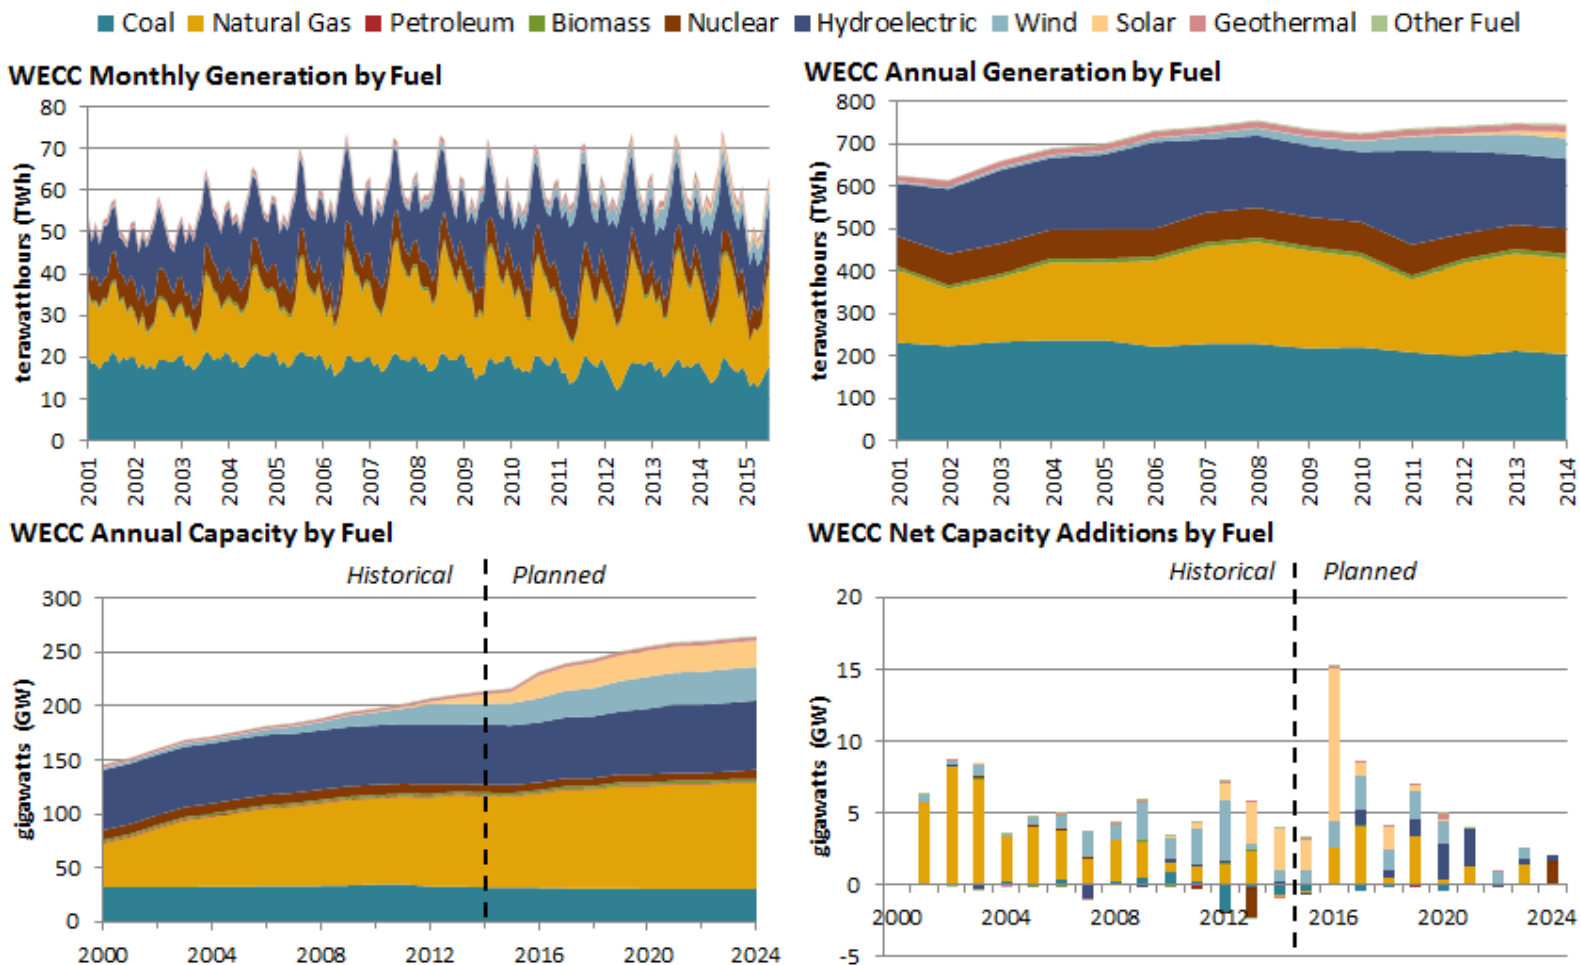 Coal Natural Gas Petroleum Biomass Nuclear Hydroelectric Wind Solar Geothermal Other Fuel
WECC Monthly Generation by Fuel
terawatthours (TWh)
80
70
60
50
40
30
20
10
0
2001 2002 2003 2004 2005 2006 2007 2008 2009 2010 2011 2012 2013 2014 2015
WECC Annual Generation by Fuel
terawatthours (TWh)
800
700
600
500
400
300
200
100
0
2001 2002 2003 2004 2005 2006 2007 2008 2009 2010 2011 2012 2013 2014
WECC Annual Capacity by Fuel
Historical Planned
gigawatts (GW)
300
250
200
150
100
50
0
2000 2004 2008 2012 2016 2020 2024
WECC Net Capacity Additions by Fuel
Historical Planned
gigawatts (GW)
20
15
10
5
0
-5
2000 2004 2008 2012 2016 2020 2024